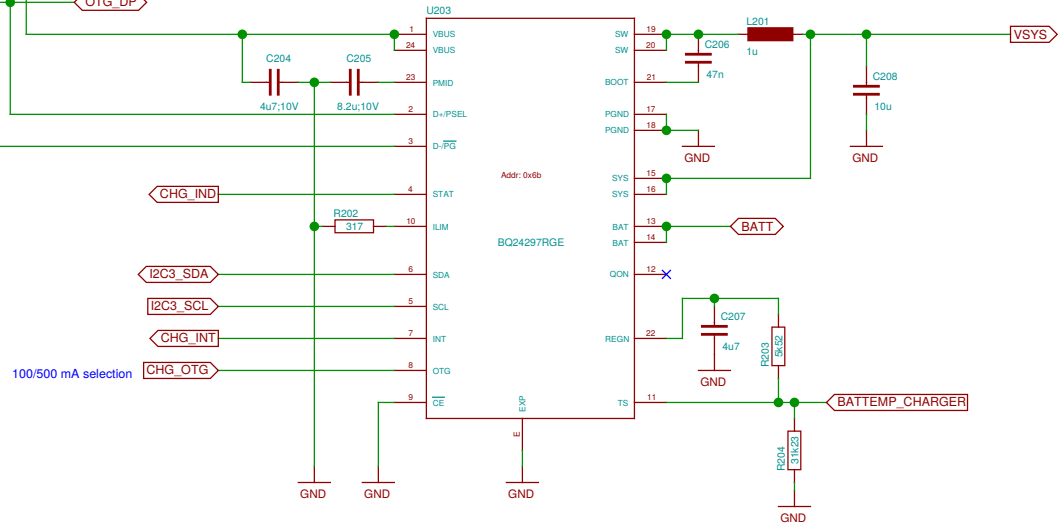 OTG_DP
U203
1 VBUS
24 VBUS
C204
4u7;10V
C205
8.2u;10V
23 PMID
2 D+/PSEL
3 D-/PG
CHG_IND
4 STAT
R202
317
10 ILIM
I2C3_SDA
6 SDA
I2C3_SCL
5 SCL
CHG_INT
7 INT
100/500 mA selection
CHG_OTG
8 OTG
9 CE
GND
GND
Addr: 0x6b
BQ24297RGE
EXP
E
GND
SW 19
SW 20
L201
1u
C206
47n
BOOT 21
VSYS
C208
10u
GND
PGND 17
PGND 18
GND
SYS 15
SYS 16
BAT 13
BAT 14
BATT
QON 12
REGN 22
C207
4u7
GND
R203
5k52
TS 11
BATTEMP_CHARGER
R204
31k23
GND